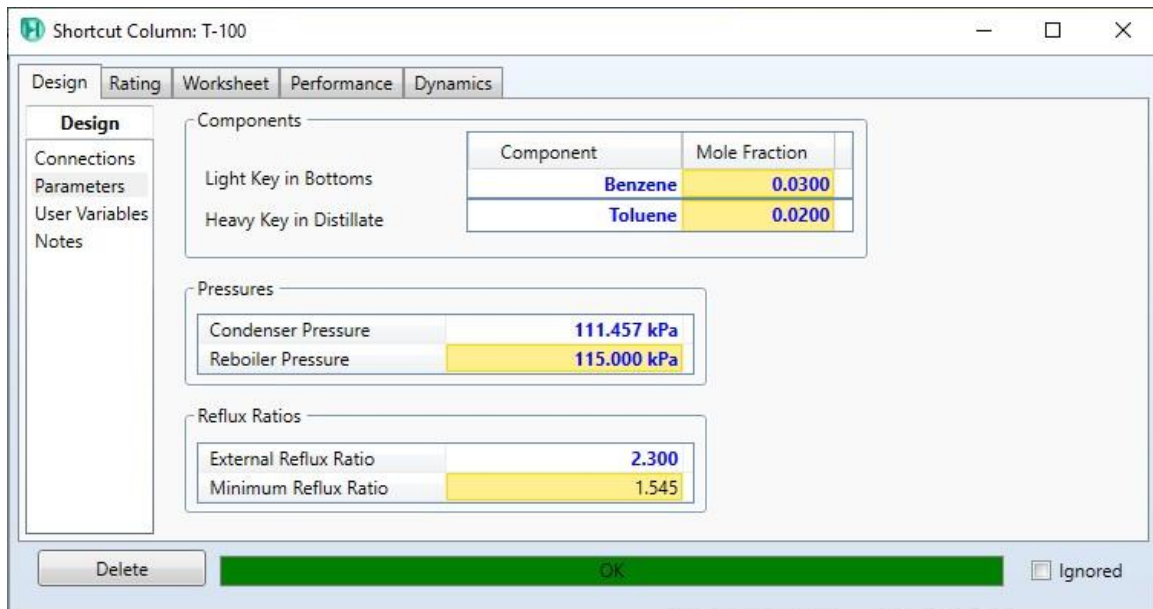 Shortcut Column: T-100
Design Rating Worksheet Performance Dynamics
Design
Connections
Parameters
User Variables
Notes
Components
Component Mole Fraction
Light Key in Bottoms Benzene 0.0300
Heavy Key in Distillate Toluene 0.0200
Pressures
Condenser Pressure 111.457 kPa
Reboiler Pressure 115.000 kPa
Reflux Ratios
External Reflux Ratio 2.300
Minimum Reflux Ratio 1.545
Delete OK Ignored